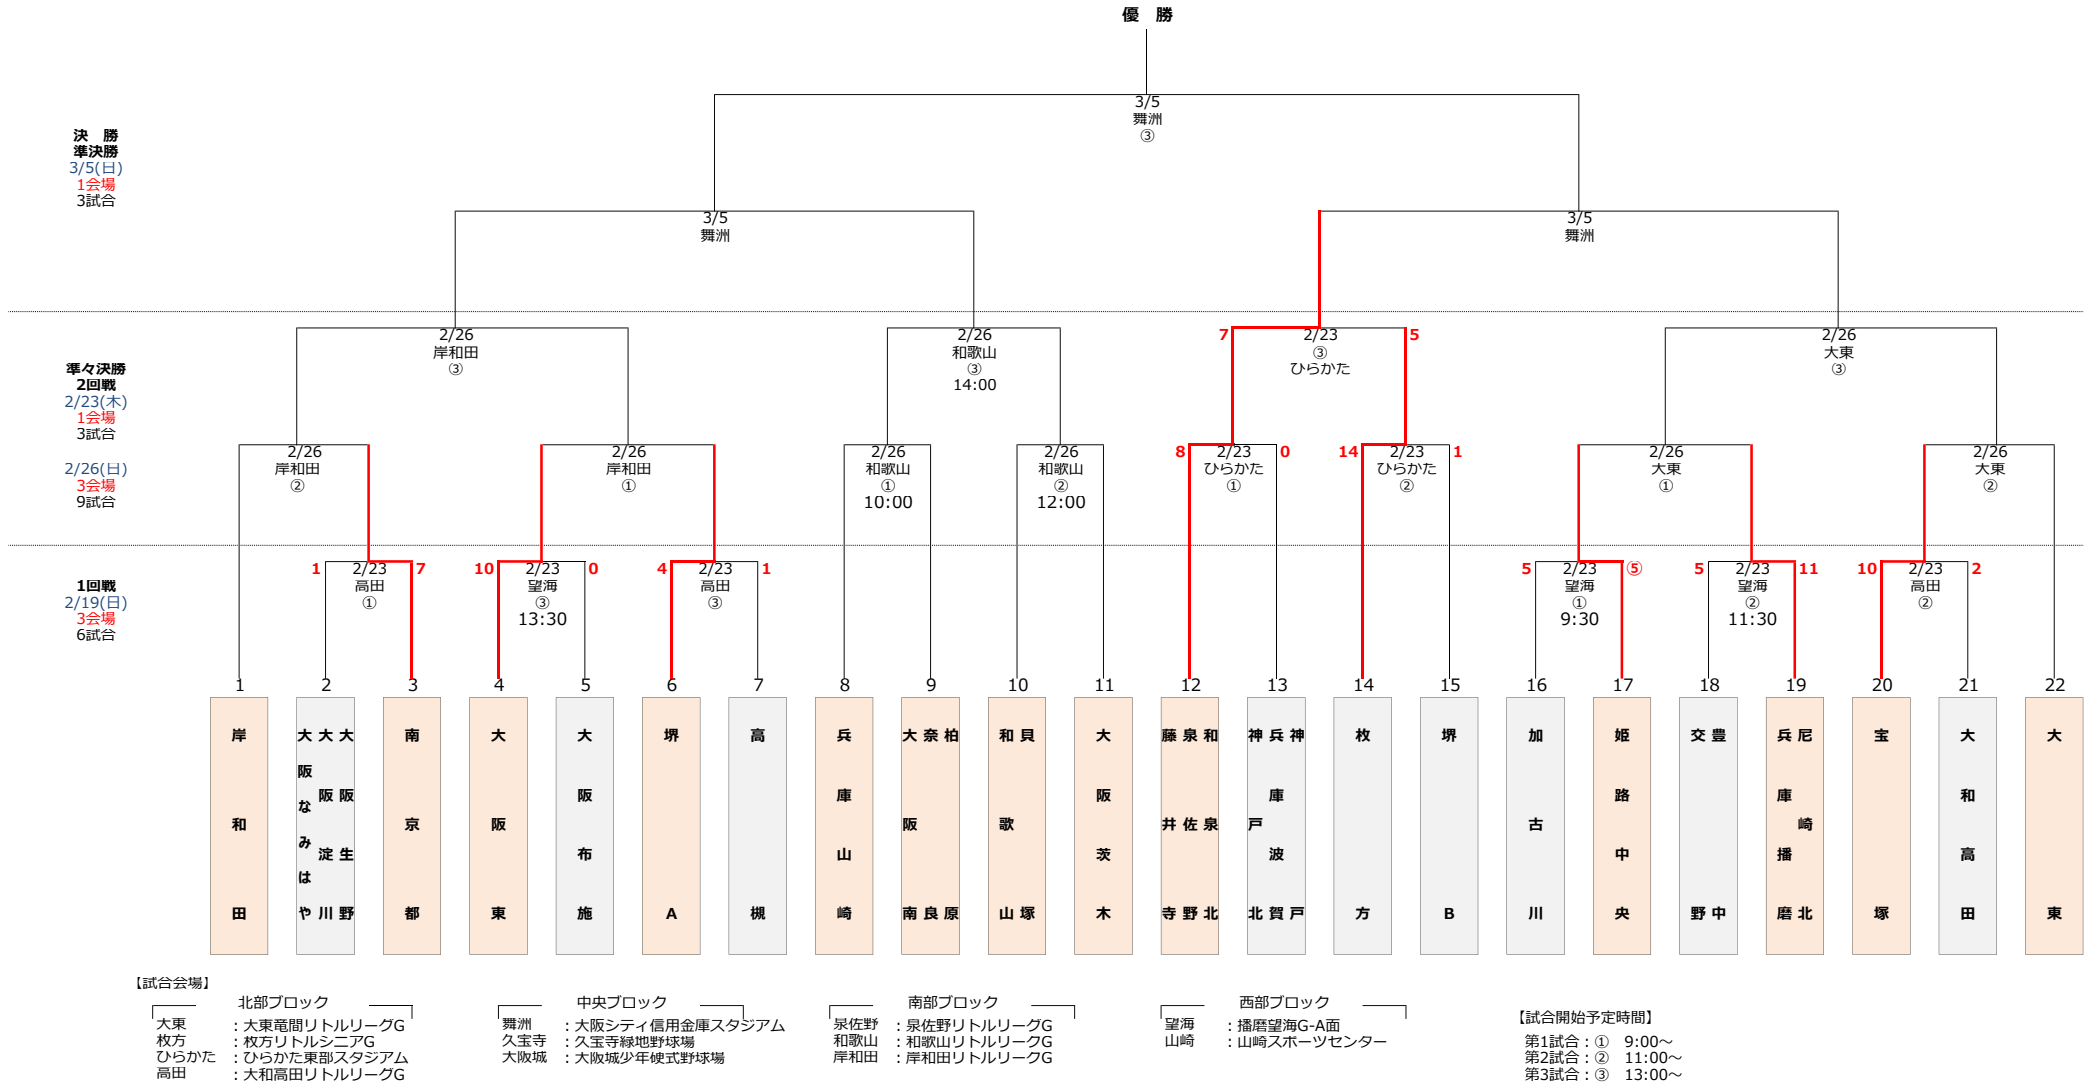 優　勝
3/5
舞洲
③
決　勝
準決勝
3/5(日)
1会場
3試合
3/5
舞洲
3/5
舞洲
2/26
岸和田
③
2/26
和歌山
③
14:00
7
2/23
③
ひらかた
5
2/26
大東
③
準々決勝
2回戦
2/23(木)
1会場
3試合
2/26(日)
3会場
9試合
2/26
岸和田
②
2/26
岸和田
①
2/26
和歌山
①
10:00
2/26
和歌山
②
12:00
8
2/23
ひらかた
①
0
14
2/23
ひらかた
②
1
2/26
大東
①
2/26
大東
②
1回戦
2/19(日)
3会場
6試合
1
2/23
高田
①
7
10
2/23
望海
③
13:30
0
4
2/23
高田
③
1
5
2/23
望海
①
9:30
⑤
5
2/23
望海
②
11:30
11
10
2/23
高田
②
2
1 2 3 4 5 6 7 8 9 10 11 12 13 14 15 16 17 18 19 20 21 22
岸和田
大阪なみはや
大阪淀川
大阪生野
南京都
大阪東
大阪布施
堺A
高槻
兵庫山崎
大阪南
奈良
柏原
和歌山
貝塚
大阪茨木
藤井寺
泉佐野
和泉北
神戸北
兵庫波賀
神戸
枚方
堺B
加古川
姫路中央
交野
豊中
兵庫播磨
尼崎北
宝塚
大和高田
大東
【試合会場】
北部ブロック
大東　：大東竜間リトルリーグG
枚方　：枚方リトルシニアG
ひらかた　：ひらかた東部スタジアム
高田　：大和高田リトルリーグG
中央ブロック
舞洲　：大阪シティ信用金庫スタジアム
久宝寺　：久宝寺緑地野球場
大阪城　：大阪城少年硬式野球場
南部ブロック
泉佐野　：泉佐野リトルリーグG
和歌山　：和歌山リトルリーグG
岸和田　：岸和田リトルリーグG
西部ブロック
望海　：播磨望海G-A面
山崎　：山崎スポーツセンター
【試合開始予定時間】
第1試合：①　9:00～
第2試合：②　11:00～
第3試合：③　13:00～